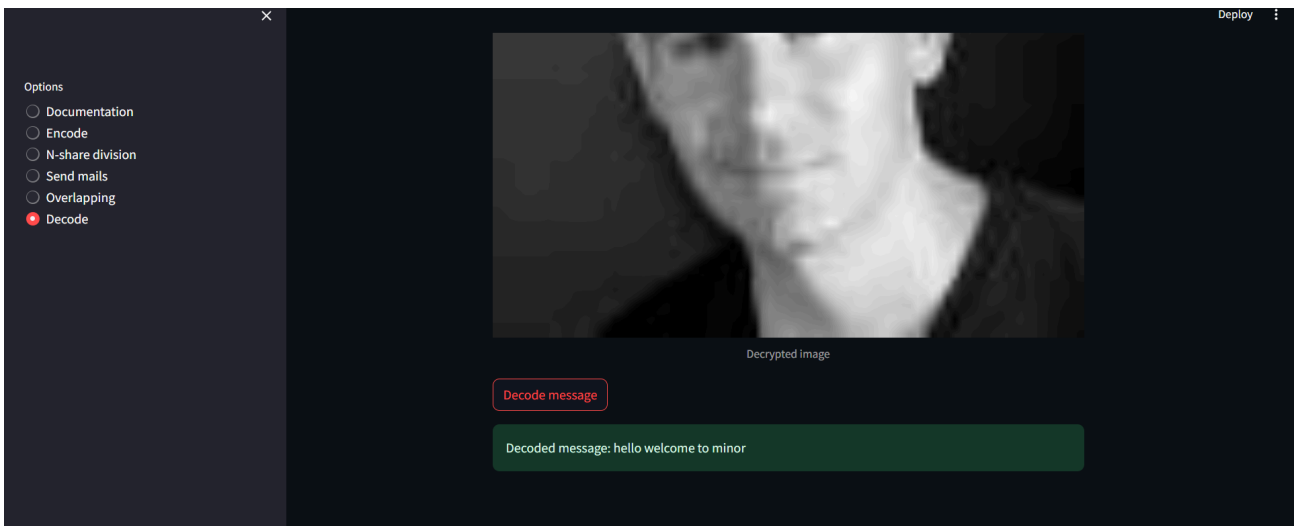 Deploy
Options
Documentation
Encode
N-share division
Send mails
Overlapping
Decode
Decrypted image
Decode message
Decoded message: hello welcome to minor